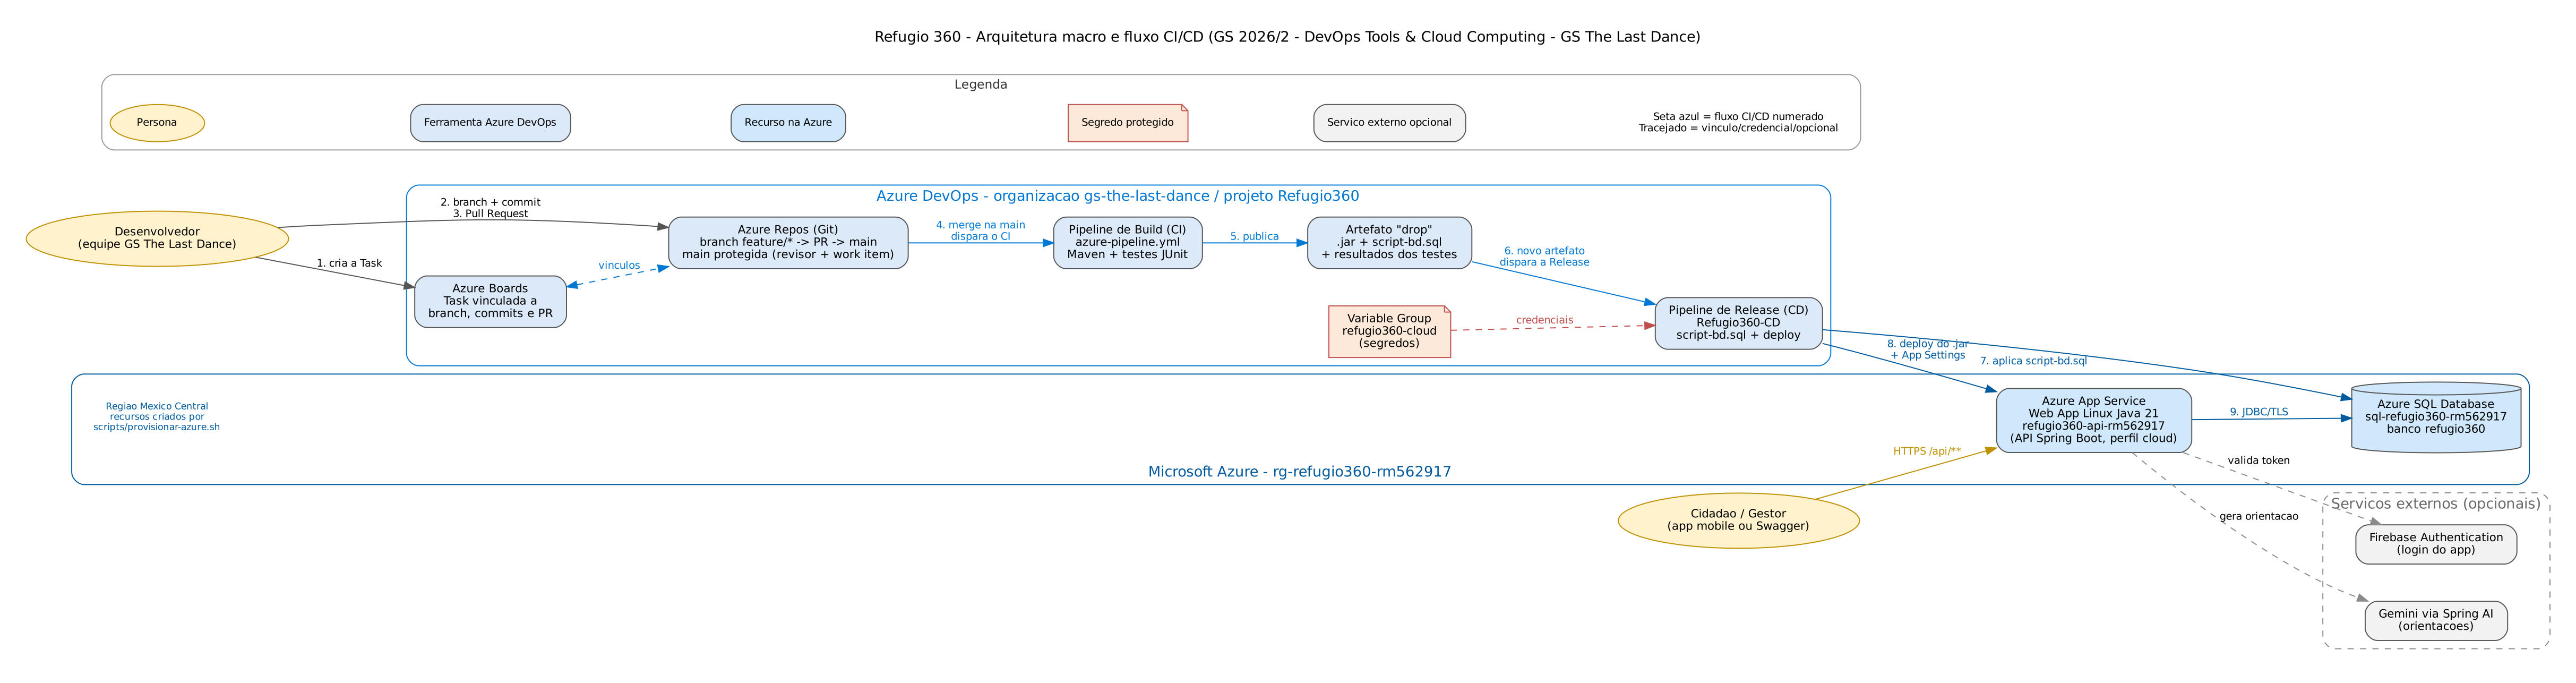 Refugio 360 - Arquitetura macro e fluxo CI/CD (GS 2026/2 - DevOps Tools & Cloud Computing - GS The Last Dance)
Legenda
Persona
Ferramenta Azure DevOps
Recurso na Azure
Segredo protegido
Servico externo opcional
Seta azul = fluxo CI/CD numerado
Tracejado = vinculo/credencial/opcional
Azure DevOps - organizacao gs-the-last-dance / projeto Refugio360
Desenvolvedor
(equipe GS The Last Dance)
2. branch + commit
3. Pull Request
1. cria a Task
Azure Boards
Task vinculada a
branch, commits e PR
vinculos
Azure Repos (Git)
branch feature/* -> PR -> main
main protegida (revisor + work item)
4. merge na main
dispara o CI
Pipeline de Build (CI)
azure-pipeline.yml
Maven + testes JUnit
5. publica
Artefato "drop"
.jar + script-bd.sql
+ resultados dos testes
6. novo artefato
dispara a Release
Variable Group
refugio360-cloud
(segredos)
credenciais
Pipeline de Release (CD)
Refugio360-CD
script-bd.sql + deploy
8. deploy do .jar
+ App Settings
7. aplica script-bd.sql
Regiao Mexico Central
recursos criados por
scripts/provisionar-azure.sh
Azure App Service
Web App Linux Java 21
refugio360-api-rm562917
(API Spring Boot, perfil cloud)
9. JDBC/TLS
Azure SQL Database
sql-refugio360-rm562917
banco refugio360
HTTPS /api/**
Microsoft Azure - rg-refugio360-rm562917
Cidadao / Gestor
(app mobile ou Swagger)
valida token
gera orientacao
Servicos externos (opcionais)
Firebase Authentication
(login do app)
Gemini via Spring AI
(orientacoes)